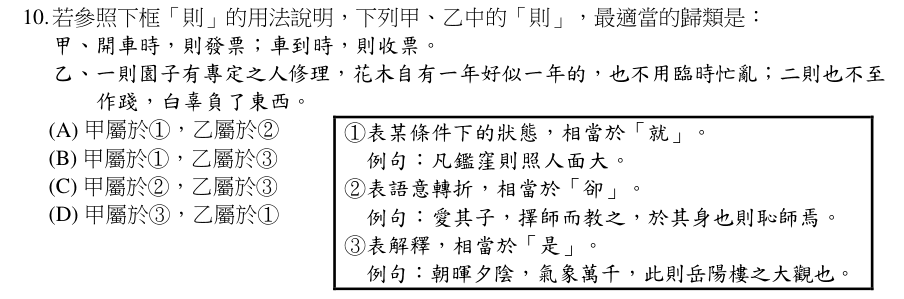 10.若參照下框「則」的用法說明，下列甲、乙中的「則」，最適當的歸類是：
甲、開車時，則發票；車到時，則收票。
乙、一則園子有專定之人修理，花木自有一年好似一年的，也不用臨時忙亂；二則也不至
作踐，白辜負了東西。
(A) 甲屬於①，乙屬於②
(B) 甲屬於①，乙屬於③
(C) 甲屬於②，乙屬於③
(D) 甲屬於③，乙屬於①
①表某條件下的狀態，相當於「就」。
例句：凡鑑窪則照人面大。
②表語意轉折，相當於「卻」。
例句：愛其子，擇師而教之，於其身也則恥師焉。
③表解釋，相當於「是」。
例句：朝暉夕陰，氣象萬千，此則岳陽樓之大觀也。